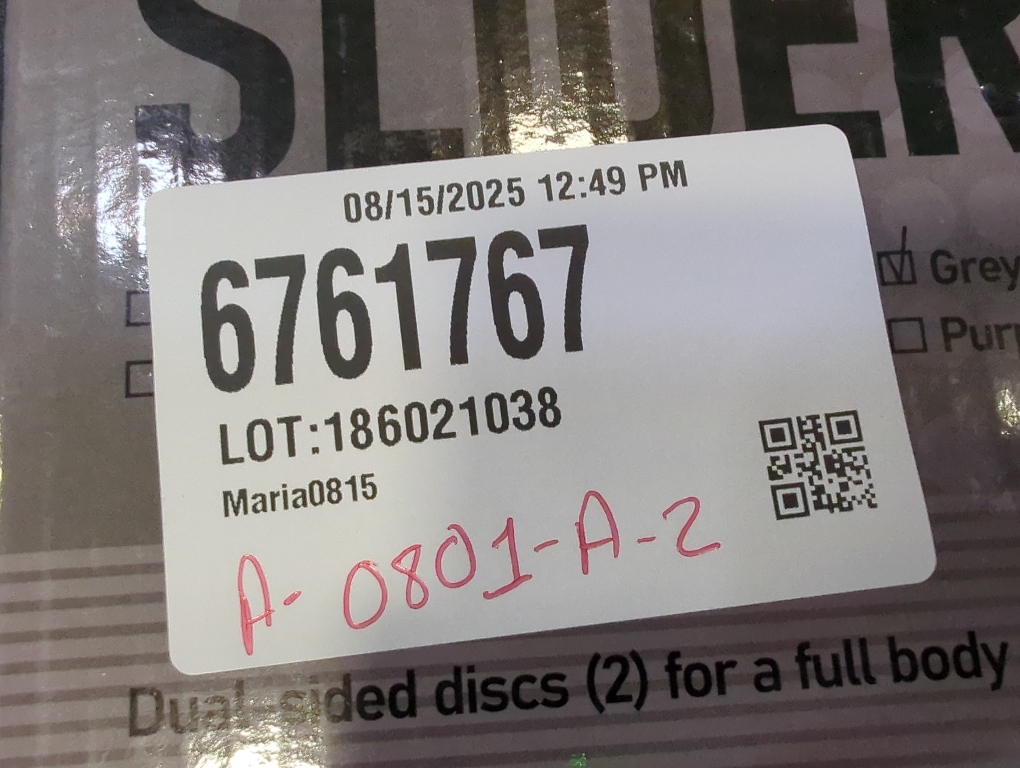 SLIDER
08/15/2025 12:49 PM
6761767
LOT:186021038
Maria0815
A-0801-A-2
Grey
Dual-sided discs (2) for a full body